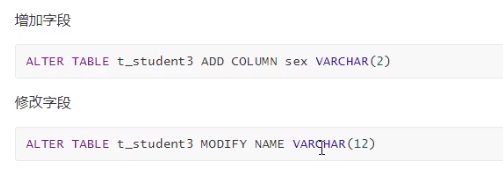 增加字段
ALTER TABLE t_student3 ADD COLUMN sex VARCHAR(2)
修改字段
ALTER TABLE t_student3 MODIFY NAME VARCHAR(12)